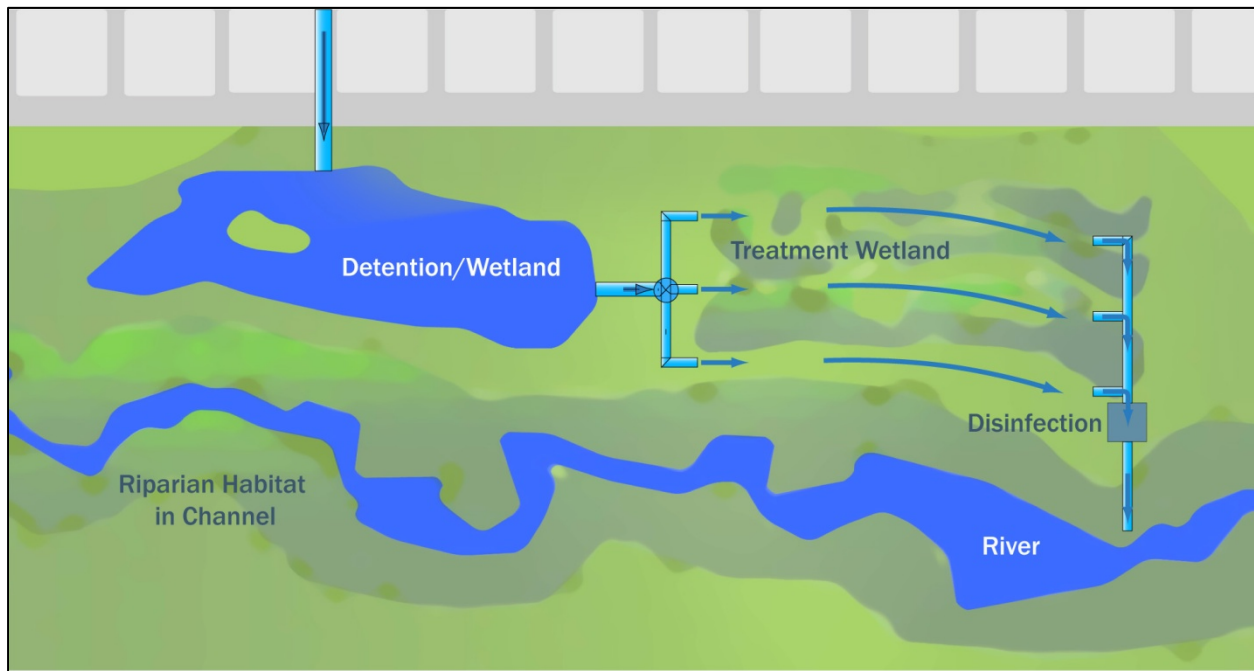 Detention/Wetland
Treatment Wetland
Disinfection
Riparian Habitat
in Channel
River